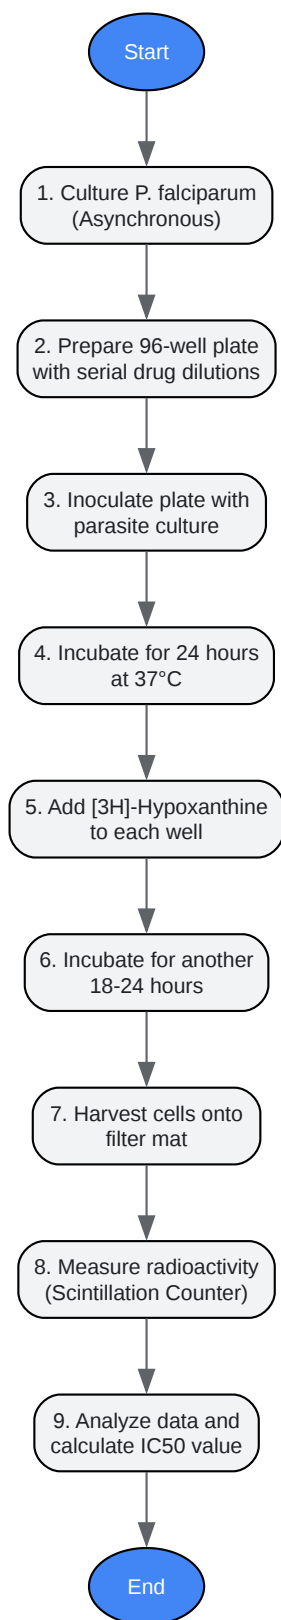 Start
1. Culture P. falciparum
(Asynchronous)
2. Prepare 96-well plate
with serial drug dilutions
3. Inoculate plate with
parasite culture
4. Incubate for 24 hours
at 37°C
5. Add [3H]-Hypoxanthine
to each well
6. Incubate for another
18-24 hours
7. Harvest cells onto
filter mat
8. Measure radioactivity
(Scintillation Counter)
9. Analyze data and
calculate IC50 value
End